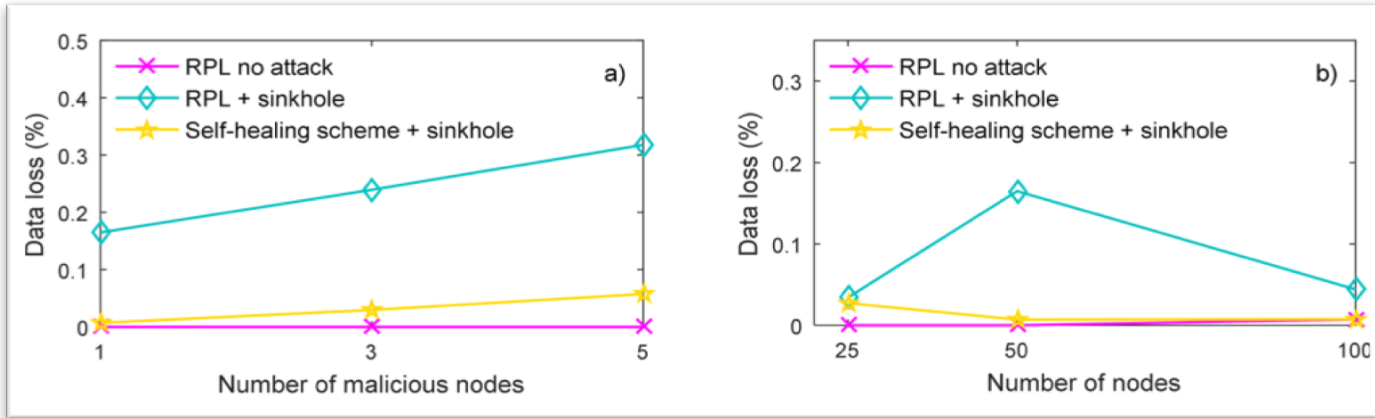 0.5
0.4
0.3
0.2
0.1
0
Data loss (%)
RPL no attack
RPL + sinkhole
Self-healing scheme + sinkhole
a)
1
3
5
Number of malicious nodes
0.3
0.2
0.1
0
Data loss (%)
RPL no attack
RPL + sinkhole
Self-healing scheme + sinkhole
b)
25
50
100
Number of nodes